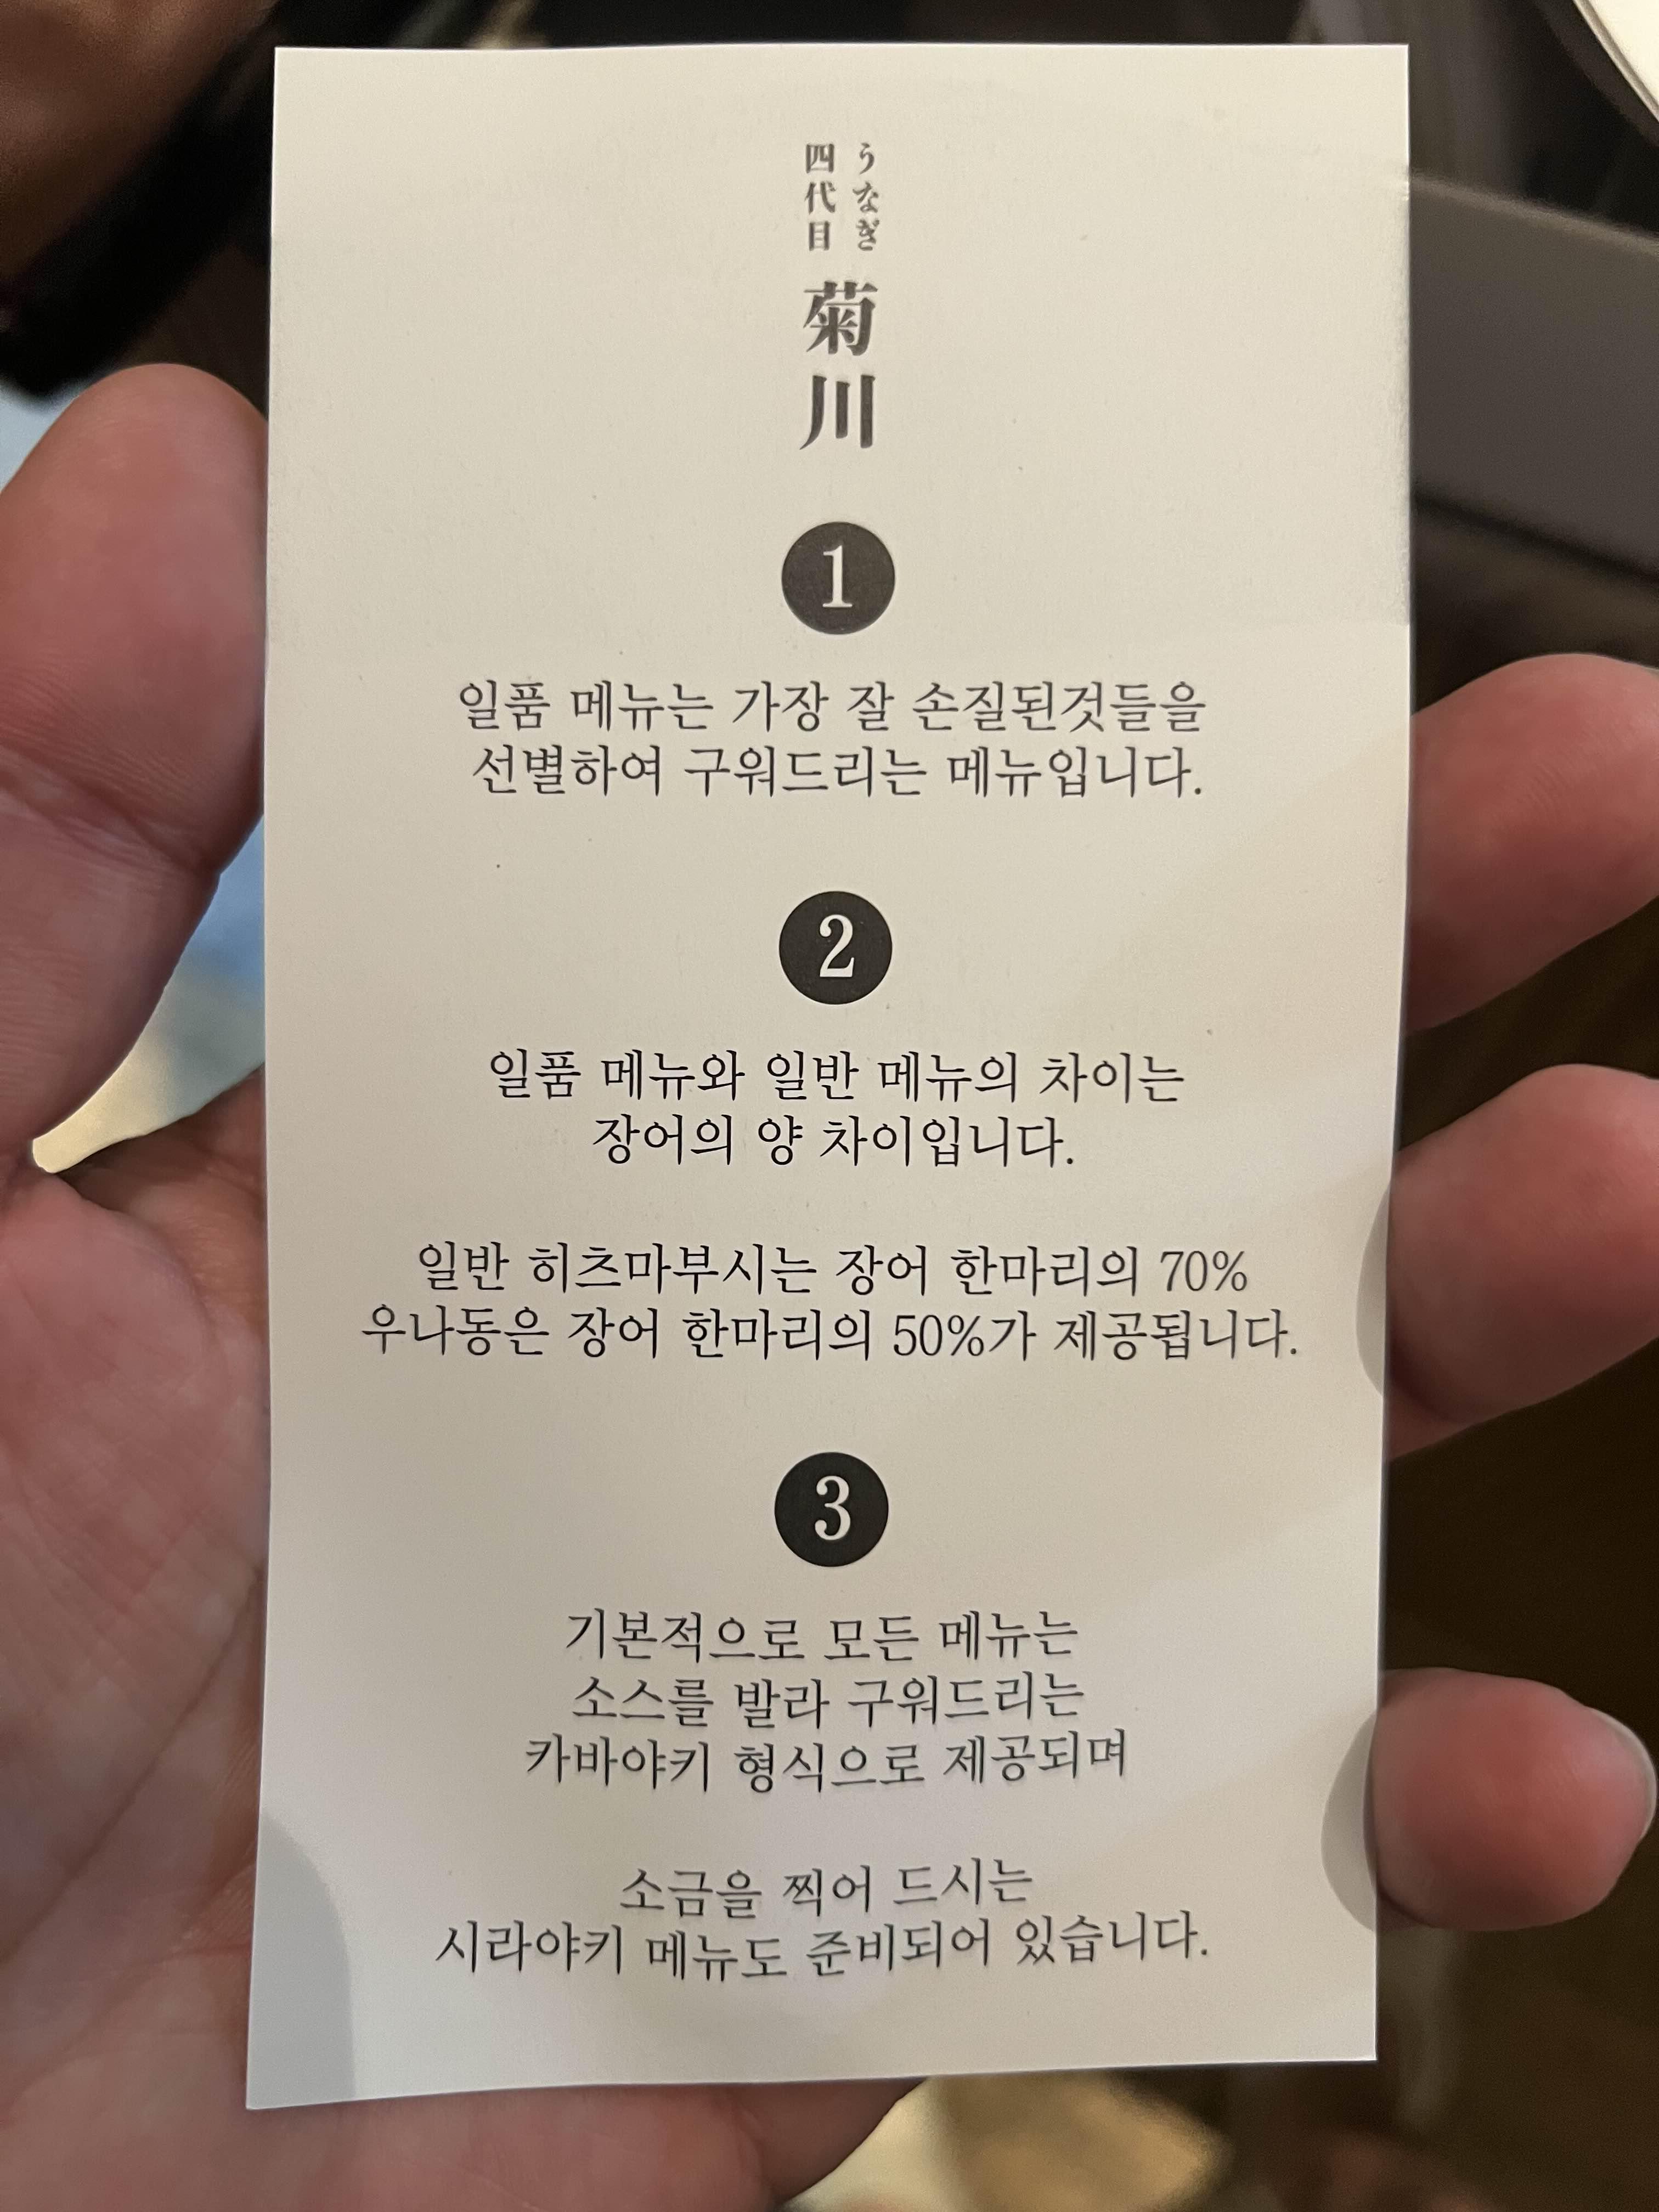 うなぎ
四代目
菊川
1
일품 메뉴는 가장 잘 손질된것들을
선별하여 구워드리는 메뉴입니다.
2
일품 메뉴와 일반 메뉴의 차이는
장어의 양 차이입니다.
일반 히츠마부시는 장어 한마리의 70%
우나동은 장어 한마리의 50%가 제공됩니다.
3
기본적으로 모든 메뉴는
소스를 발라 구워드리는
카바야키 형식으로 제공되며
소금을 찍어 드시는
시라야키 메뉴도 준비되어 있습니다.